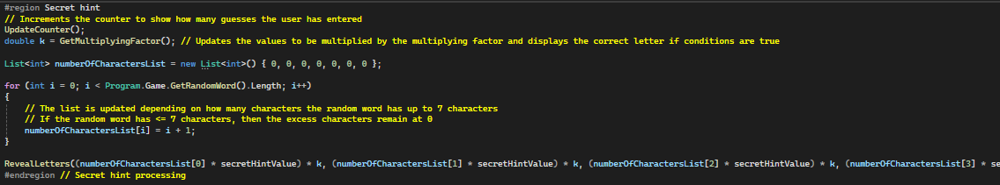 #region Secret hint
// Increments the counter to show how many guesses the user has entered
UpdateCounter();
double k = GetMultiplyingFactor(); // Updates the values to be multiplied by the multiplying factor and displays the correct letter if conditions are true
List<int> numberOfCharactersList = new List<int>() { 0, 0, 0, 0, 0, 0, 0 };
for (int i = 0; i < Program.Game.GetRandomWord().Length; i++)
{
// The list is updated depending on how many characters the random word has up to 7 characters
// If the random word has <= 7 characters, then the excess characters remain at 0
numberOfCharactersList[i] = i + 1;
}
RevealLetters((numberOfCharactersList[0] * secretHintValue) * k, (numberOfCharactersList[1] * secretHintValue) * k, (numberOfCharactersList[2] * secretHintValue) * k, (numberOfCharactersList[3] * se
#endregion // Secret hint processing